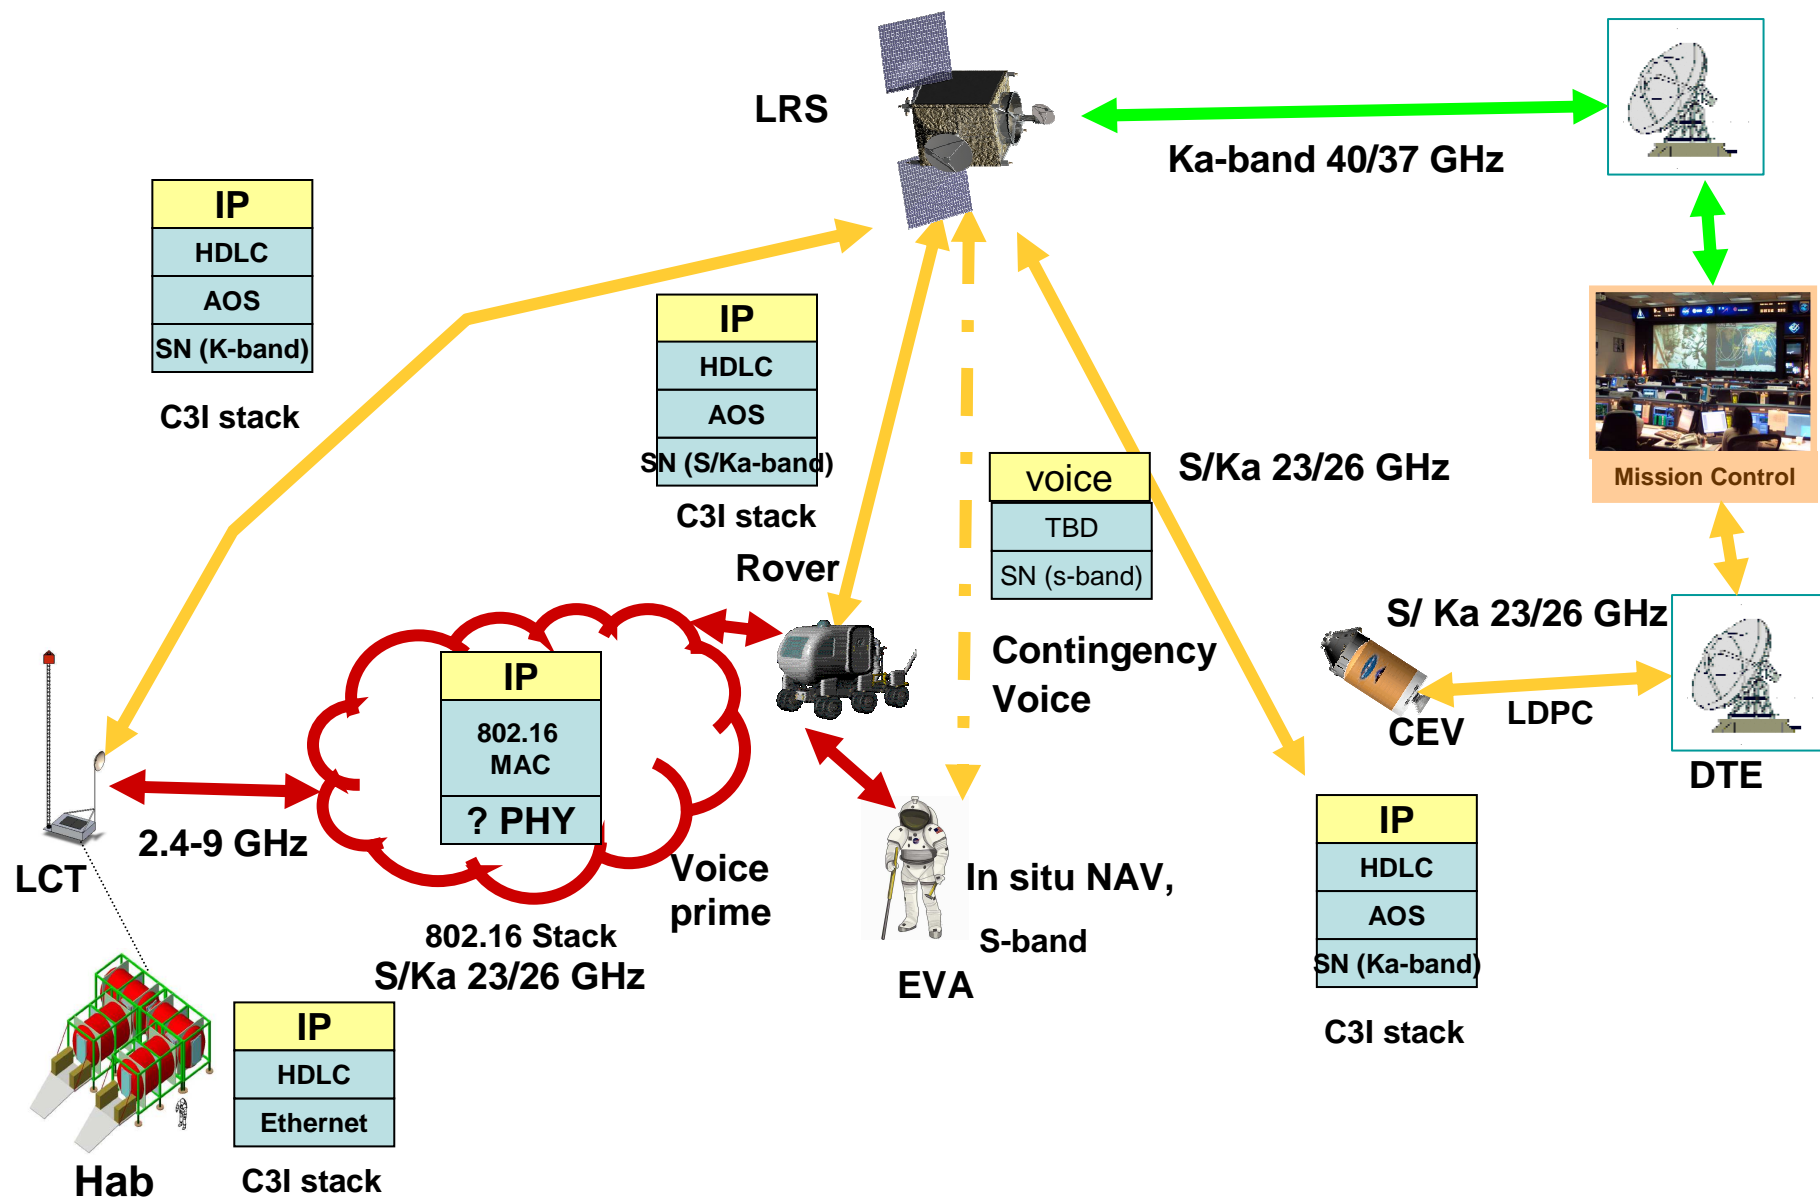 LRS
Ka-band 40/37 GHz
IP
HDLC
AOS
SN (K-band)
C3I stack
IP
HDLC
AOS
SN (S/Ka-band)
C3I stack
Rover
voice
TBD
SN (s-band)
S/Ka 23/26 GHz
Mission Control
Contingency
Voice
S/ Ka 23/26 GHz
CEV
LDPC
DTE
IP
802.16
MAC
? PHY
2.4-9 GHz
LCT
Voice
prime
802.16 Stack
S/Ka 23/26 GHz
In situ NAV,
S-band
EVA
IP
HDLC
AOS
SN (Ka-band)
C3I stack
IP
HDLC
Ethernet
C3I stack
Hab